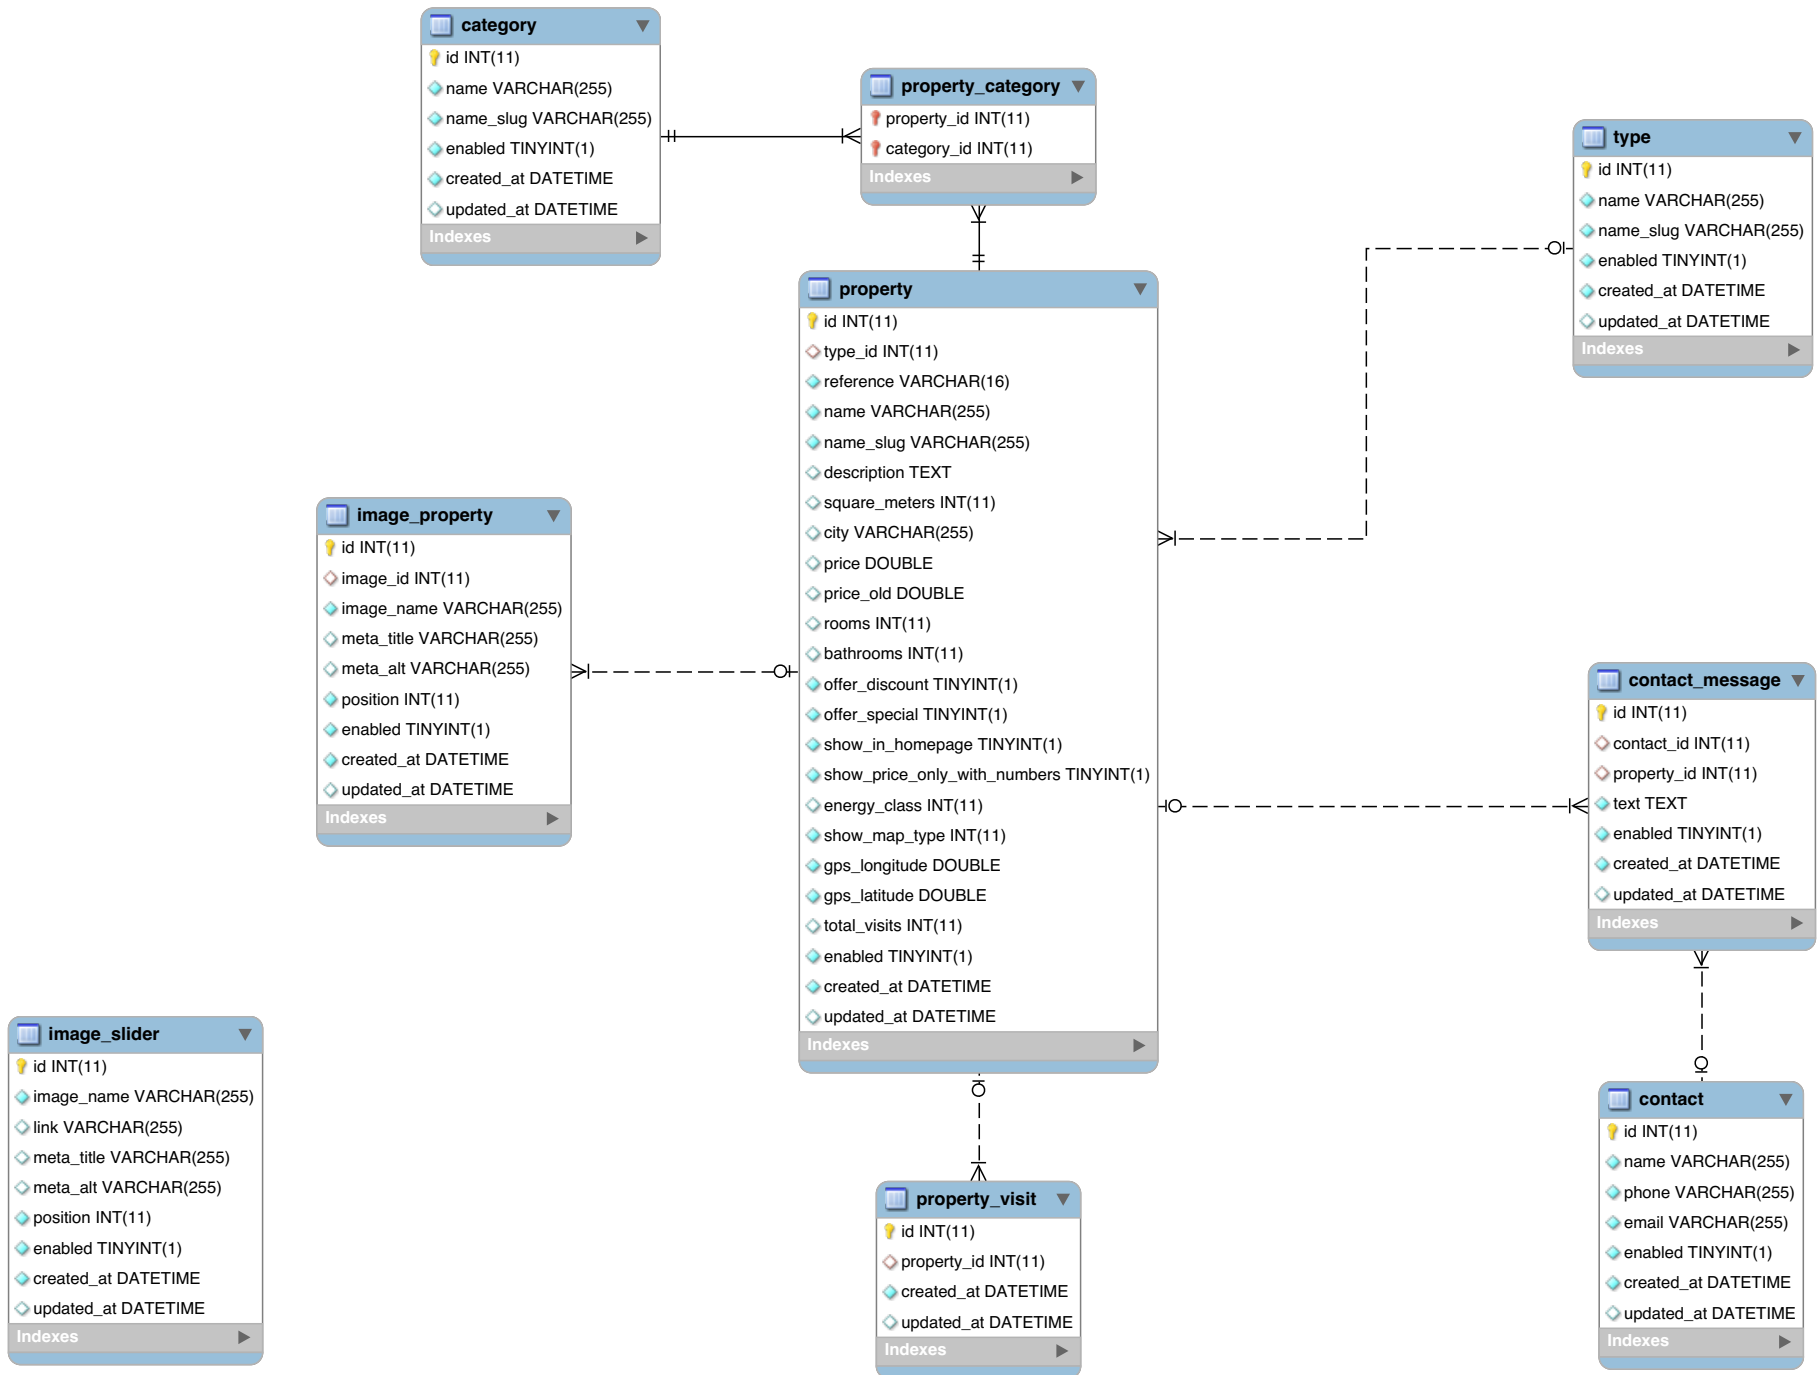 category
id INT(11)
name VARCHAR(255)
name_slug VARCHAR(255)
enabled TINYINT(1)
created_at DATETIME
updated_at DATETIME
Indexes
property_category
property_id INT(11)
category_id INT(11)
Indexes
type
id INT(11)
name VARCHAR(255)
name_slug VARCHAR(255)
enabled TINYINT(1)
created_at DATETIME
updated_at DATETIME
Indexes
property
id INT(11)
type_id INT(11)
reference VARCHAR(16)
name VARCHAR(255)
name_slug VARCHAR(255)
description TEXT
square_meters INT(11)
city VARCHAR(255)
price DOUBLE
price_old DOUBLE
rooms INT(11)
bathrooms INT(11)
offer_discount TINYINT(1)
offer_special TINYINT(1)
show_in_homepage TINYINT(1)
show_price_only_with_numbers TINYINT(1)
energy_class INT(11)
show_map_type INT(11)
gps_longitude DOUBLE
gps_latitude DOUBLE
total_visits INT(11)
enabled TINYINT(1)
created_at DATETIME
updated_at DATETIME
Indexes
image_property
id INT(11)
image_id INT(11)
image_name VARCHAR(255)
meta_title VARCHAR(255)
meta_alt VARCHAR(255)
position INT(11)
enabled TINYINT(1)
created_at DATETIME
updated_at DATETIME
Indexes
contact_message
id INT(11)
contact_id INT(11)
property_id INT(11)
text TEXT
enabled TINYINT(1)
created_at DATETIME
updated_at DATETIME
Indexes
image_slider
id INT(11)
image_name VARCHAR(255)
link VARCHAR(255)
meta_title VARCHAR(255)
meta_alt VARCHAR(255)
position INT(11)
enabled TINYINT(1)
created_at DATETIME
updated_at DATETIME
Indexes
property_visit
id INT(11)
property_id INT(11)
created_at DATETIME
updated_at DATETIME
Indexes
contact
id INT(11)
name VARCHAR(255)
phone VARCHAR(255)
email VARCHAR(255)
enabled TINYINT(1)
created_at DATETIME
updated_at DATETIME
Indexes